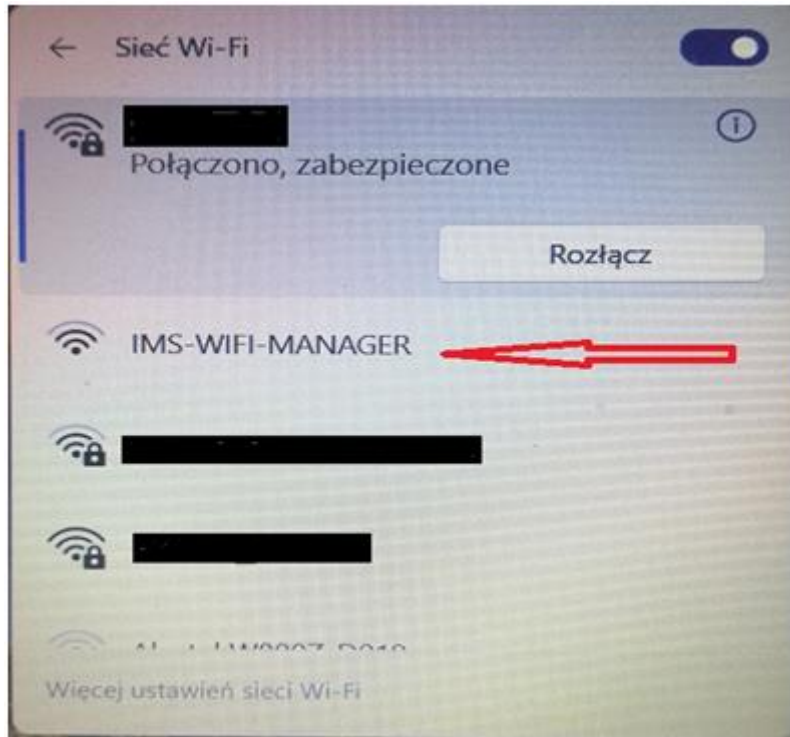 Sieć Wi-Fi
Połączono, zabezpieczone
Rozłącz
IMS-WIFI-MANAGER
Więcej ustawień sieci Wi-Fi